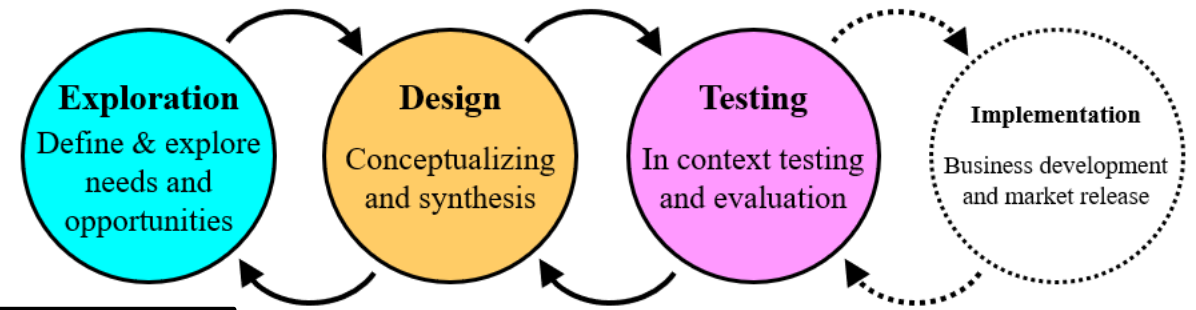 Exploration
Define & explore
needs and
opportunities
Design
Conceptualizing
and synthesis
Testing
In context testing
and evaluation
Implementation
Business development
and market release